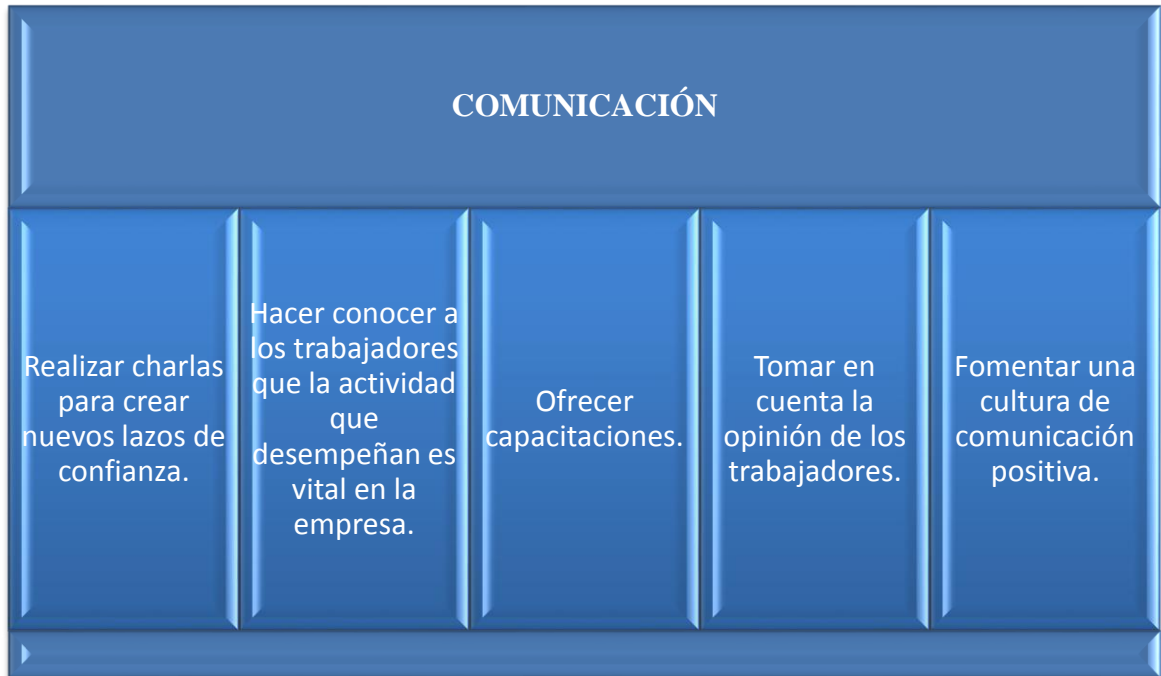 COMUNICACIÓN
Realizar charlas
para crear
nuevos lazos de
confianza.
Hacer conocer a
los trabajadores
que la actividad
que
desempeñan es
vital en la
empresa.
Ofrecer
capacitaciones.
Tomar en
cuenta la
opinión de los
trabajadores.
Fomentar una
cultura de
comunicación
positiva.